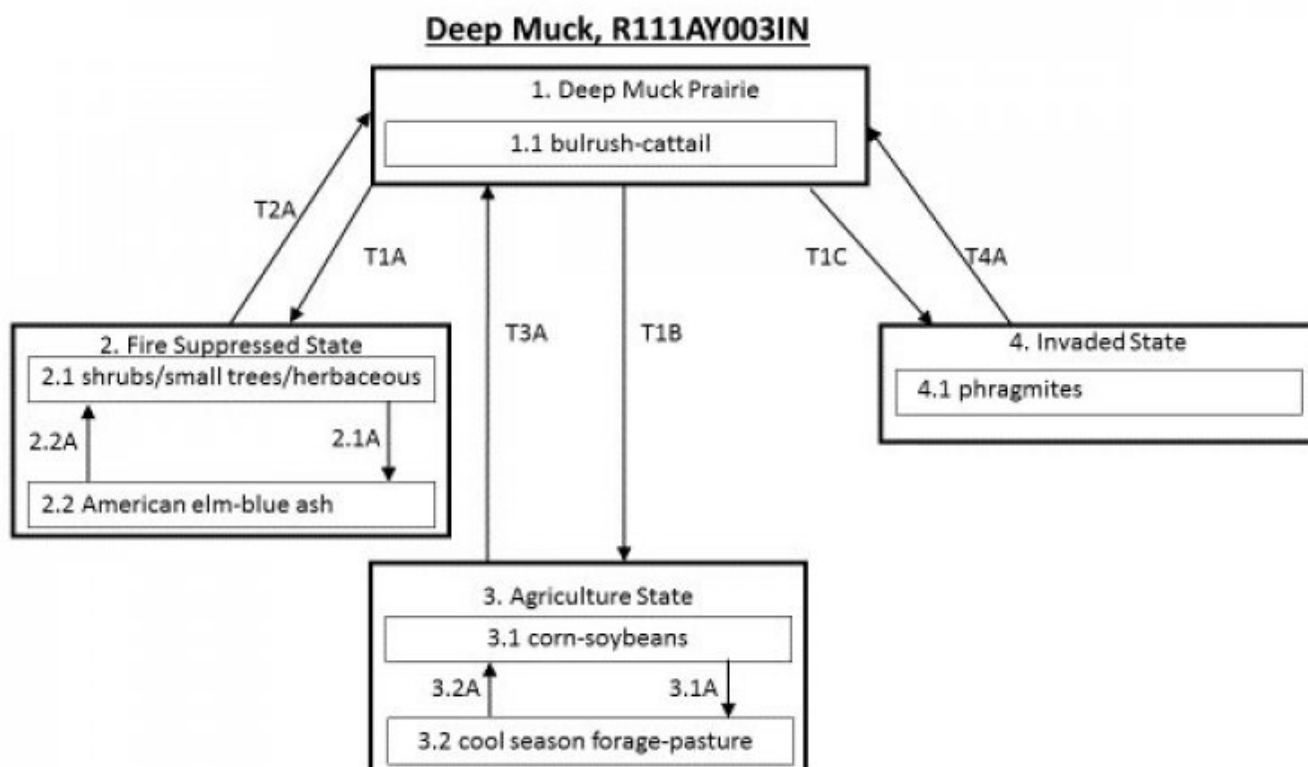 Deep Muck, R111AY003IN
1. Deep Muck Prairie
1.1 bulrush-cattail
T2A
T1A
T3A
T1B
T1C
T4A
2. Fire Suppressed State
2.1 shrubs/small trees/herbaceous
2.2A
2.1A
2.2 American elm-blue ash
4. Invaded State
4.1 phragmites
3. Agriculture State
3.1 corn-soybeans
3.2A
3.1A
3.2 cool season forage-pasture